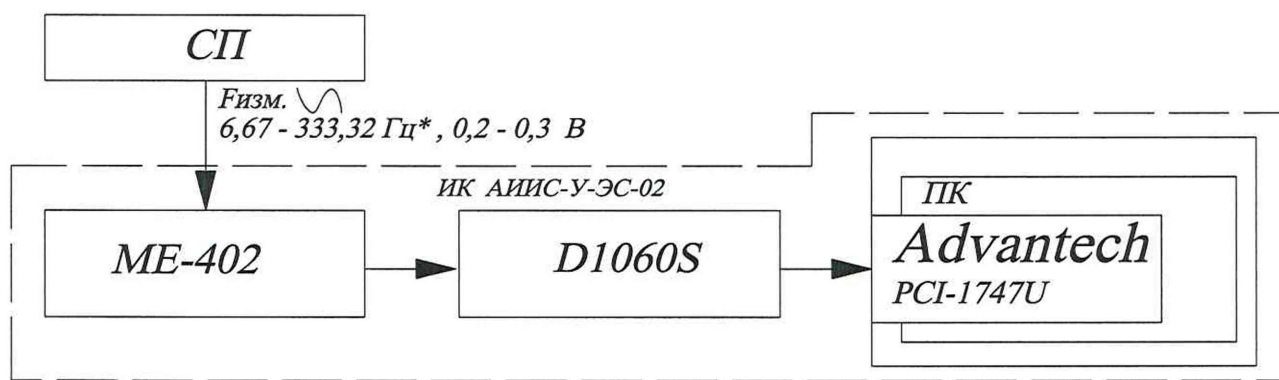 СП
Fизм.
6,67 - 333,32 Гц* , 0,2 - 0,3 В
ИК АИИС-У-ЭС-02
ПК
МЕ-402
D1060S
Advantech
PCI-1747U